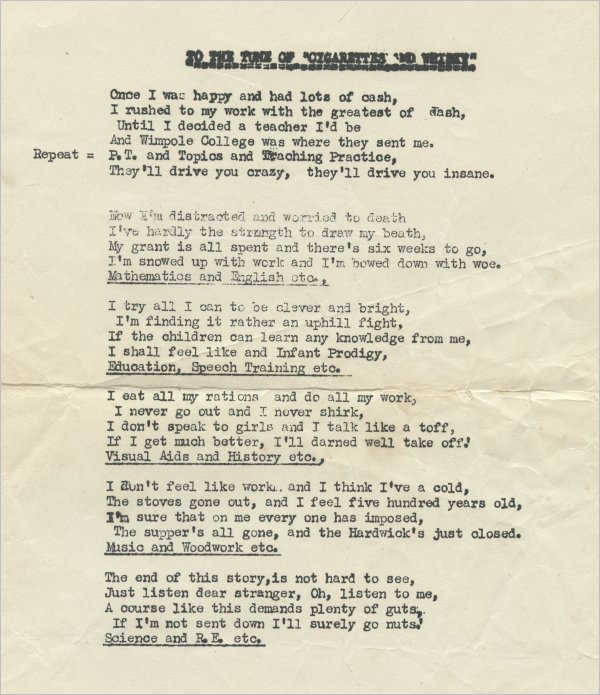 TO THE TUNE OF "CYGARETTES AND WHISKY"
Once I was happy and had lots of cash,
I rushed to my work with the greatest of dash,
Until I decided a teacher I'd be
And Wimpole College was where they sent me.
Repeat = P.T. and Topics and Teaching Practice,
They'll drive you crazy, they'll drive you insane.
Now I'm distracted and worried to death
I've hardly the strength to draw my beath,
My grant is all spent and there's six weeks to go,
I'm snowed up with work and I'm bowed down with woe.
Mathematics and English etc.,
I try all I can to be clever and bright,
I'm finding it rather an uphill fight,
If the children can learn any knowledge from me,
I shall feel like and Infant Prodigy,
Education, Speech Training etc.
I eat all my rations and do all my work,
I never go out and I never shirk,
I don't speak to girls and I talk like a toff,
If I get much better, I'll darned well take off!
Visual Aids and History etc.,
I don't feel like work, and I think I've a cold,
The stoves gone out, and I feel five hundred years old,
I'm sure that on me every one has imposed,
The supper's all gone, and the Hardwick's just closed.
Music and Woodwork etc.
The end of this story,is not hard to see,
Just listen dear stranger, Oh, listen to me,
A course like this demands plenty of guts,
If I'm not sent down I'll surely go nuts!
Science and R.E. etc.